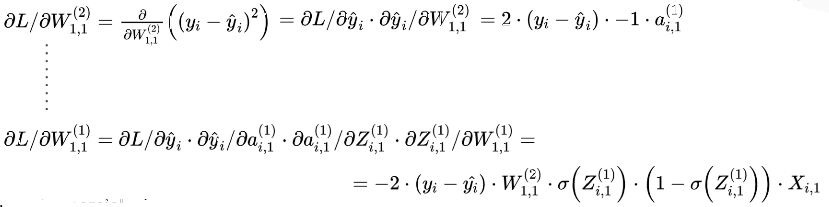 ∂L/∂W_{1,1}^{(2)} = ∂/∂W_{1,1}^{(2)} ((y_i − ŷ_i)^2) = ∂L/∂ŷ_i · ∂ŷ_i/∂W_{1,1}^{(2)} = 2 · (y_i − ŷ_i) · −1 · a_{i,1}^{(1)}
∂L/∂W_{1,1}^{(1)} = ∂L/∂ŷ_i · ∂ŷ_i/∂a_{i,1}^{(1)} · ∂a_{i,1}^{(1)}/∂Z_{i,1}^{(1)} · ∂Z_{i,1}^{(1)}/∂W_{1,1}^{(1)} =
= −2 · (y_i − ŷ_i) · W_{1,1}^{(2)} · σ(Z_{i,1}^{(1)}) · (1 − σ(Z_{i,1}^{(1)})) · X_{i,1}